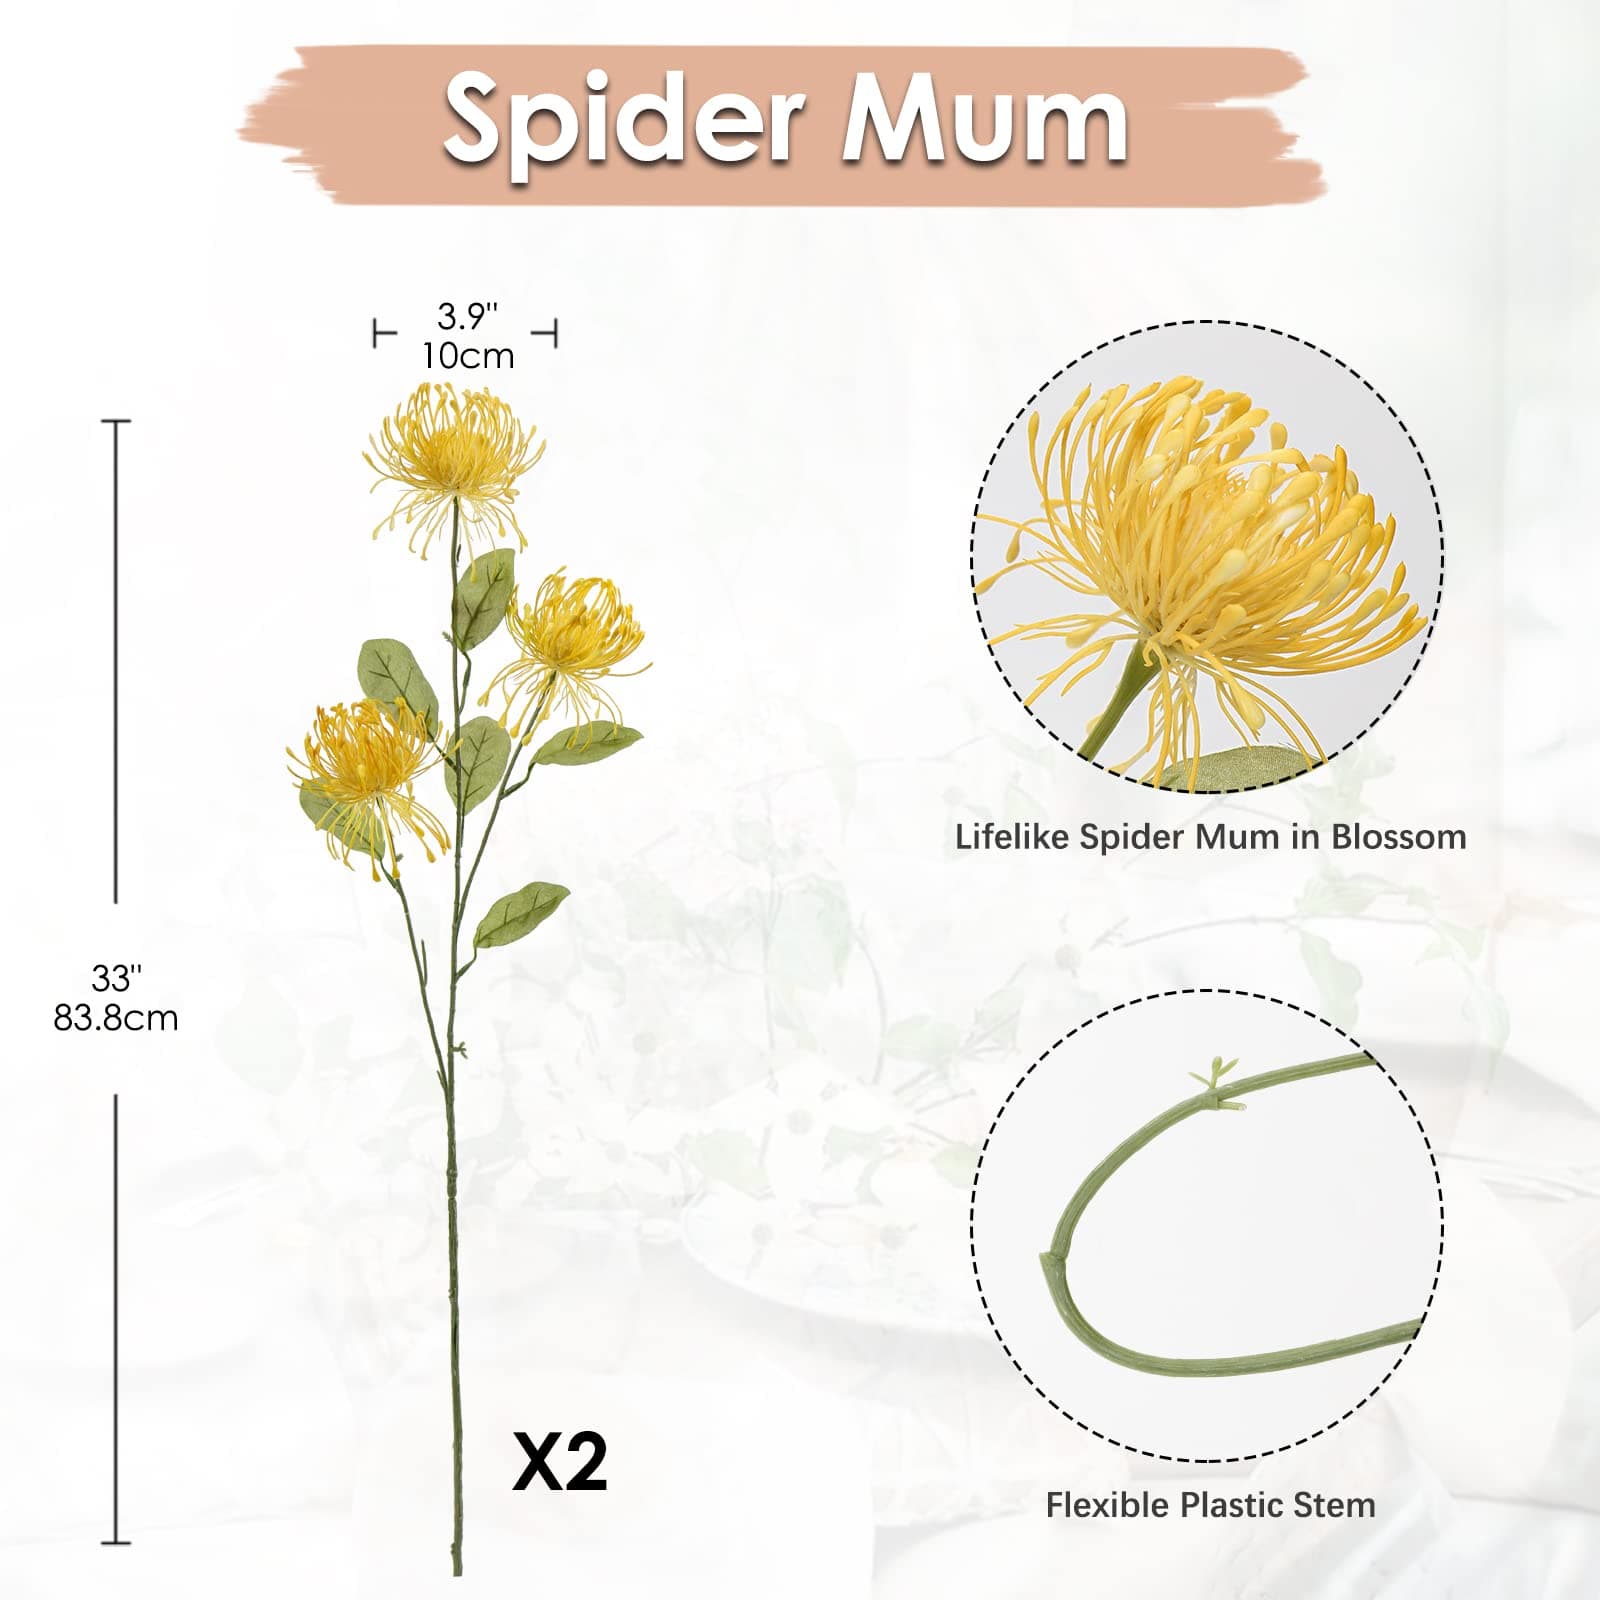 Spider Mum
3.9"
10cm
Lifelike Spider Mum in Blossom
33"
83.8cm
X2
Flexible Plastic Stem